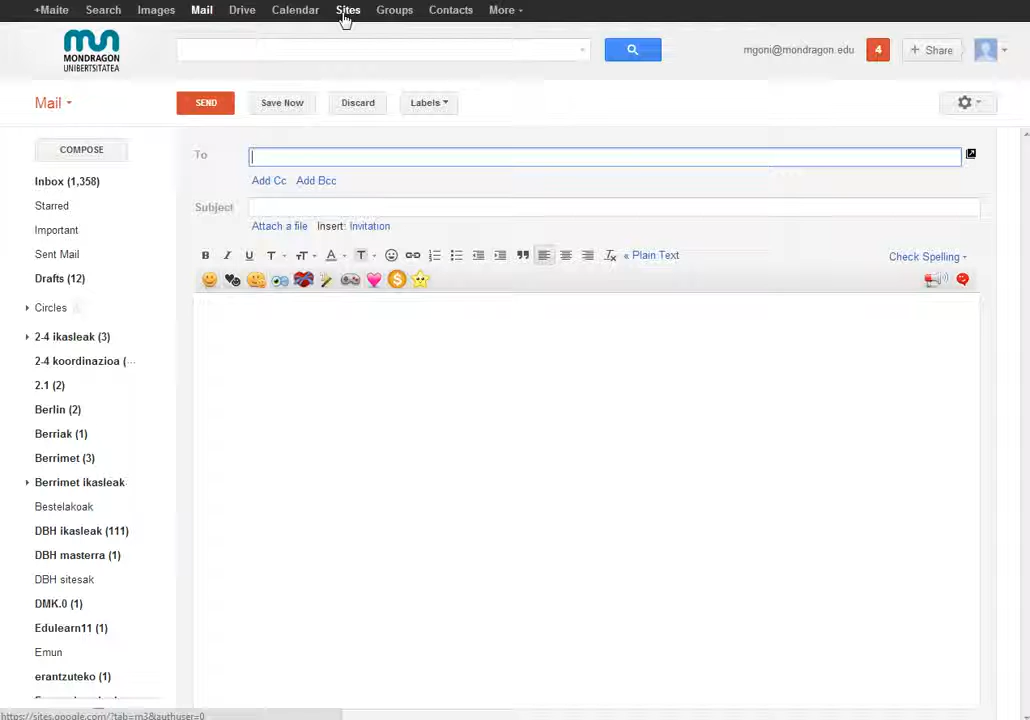 +Maite Search Images Mail Drive Calendar Sites Groups Contacts More
MONDRAGON
UNIBERTSITATEA
mgoni@mondragon.edu 4 + Share
Mail SEND Save Now Discard Labels
COMPOSE
To
Add Cc Add Bcc
Subject
Attach a file Insert: Invitation
B I U T tT A T « Plain Text Check Spelling
Inbox (1,358)
Starred
Important
Sent Mail
Drafts (12)
Circles
2-4 ikasleak (3)
2-4 koordinazioa (...
2.1 (2)
Berlin (2)
Berriak (1)
Berrimet (3)
Berrimet ikasleak
Bestelakoak
DBH ikasleak (111)
DBH masterra (1)
DBH sitesak
DMK.0 (1)
Edulearn11 (1)
Emun
erantzuteko (1)
https://sites.google.com/?tab=m3&authuser=0